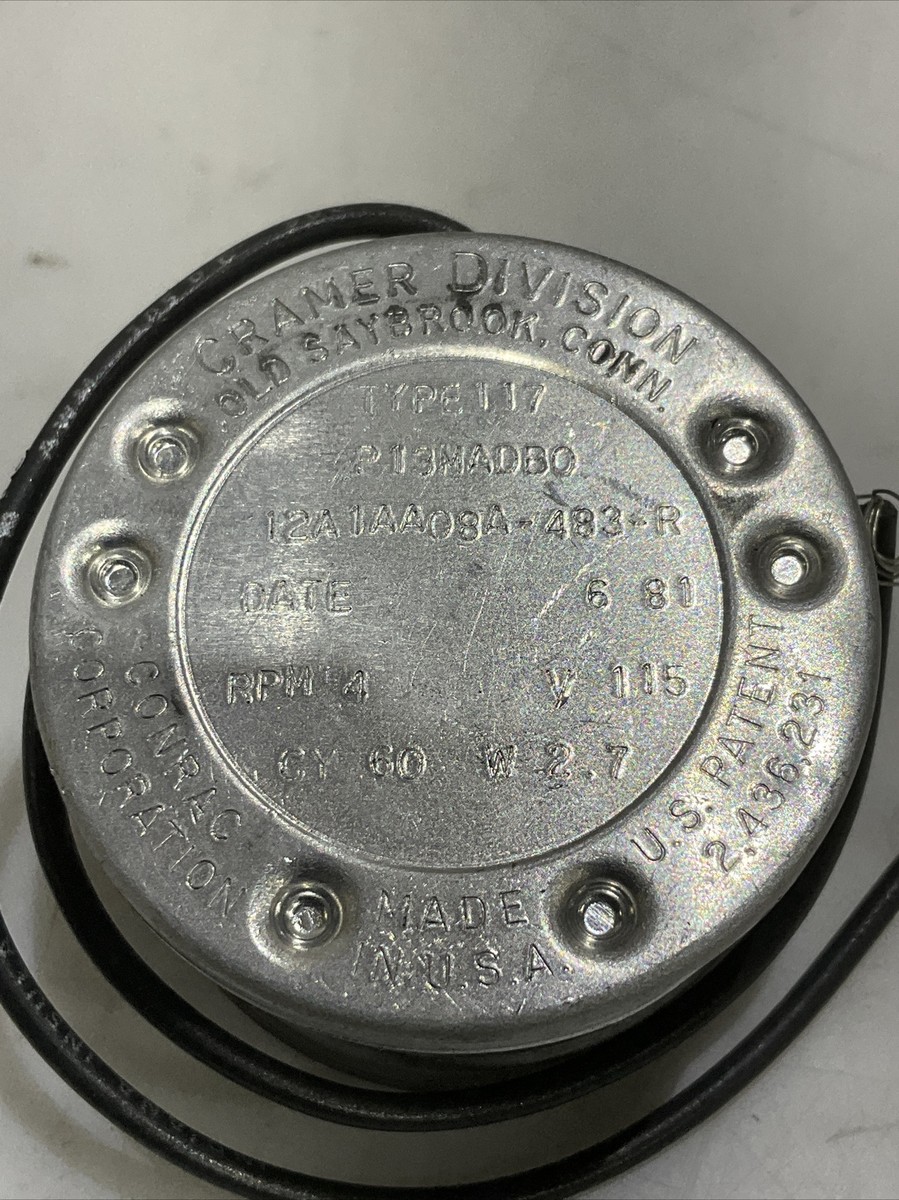 CRAMER DIVISION
OLD SAYBROOK, CONN.
TYPE 117
P13MADBO
12A1AA08A-483-R
DATE 6 81
RPM 4 V 115
CY 60 W 2.7
CONRAC
CORPORATION
U.S. PATENT
2,436,231
MADE
IN U.S.A.